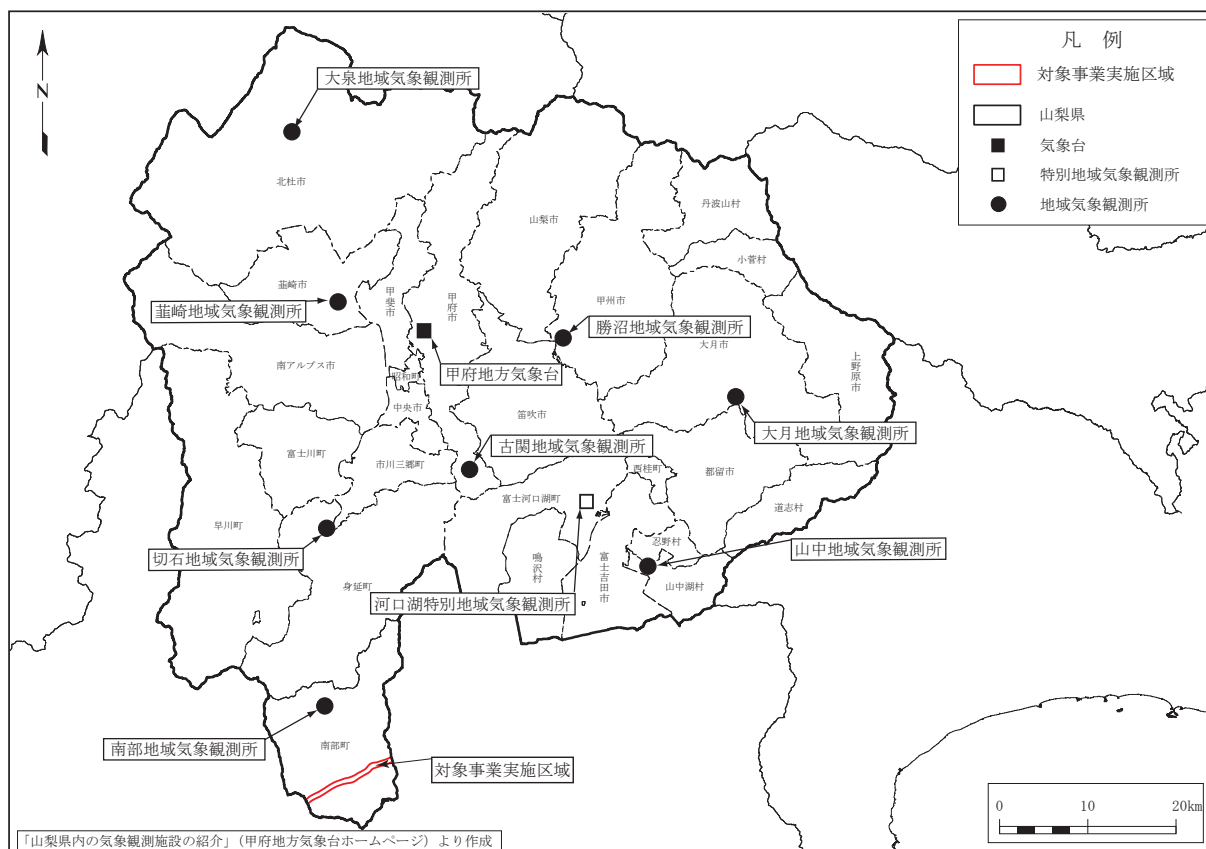 凡 例
対象事業実施区域
山梨県
気象台
特別地域気象観測所
地域気象観測所
N
大泉地域気象観測所
北杜市
山梨市
丹波山村
小菅村
韮崎市
韮崎地域気象観測所
甲斐市
甲府市
甲州市
勝沼地域気象観測所
大月市
上野原市
南アルプス市
昭和町
甲府地方気象台
中央市
笛吹市
大月地域気象観測所
古関地域気象観測所
富士川町
市川三郷町
西桂町
都留市
富士河口湖町
道志村
早川町
切石地域気象観測所
忍野村
山中地域気象観測所
鳴沢村
富士吉田市
山中湖村
身延町
河口湖特別地域気象観測所
南部地域気象観測所
南部町
対象事業実施区域
0 10 20km
「山梨県内の気象観測施設の紹介」（甲府地方気象台ホームページ）より作成